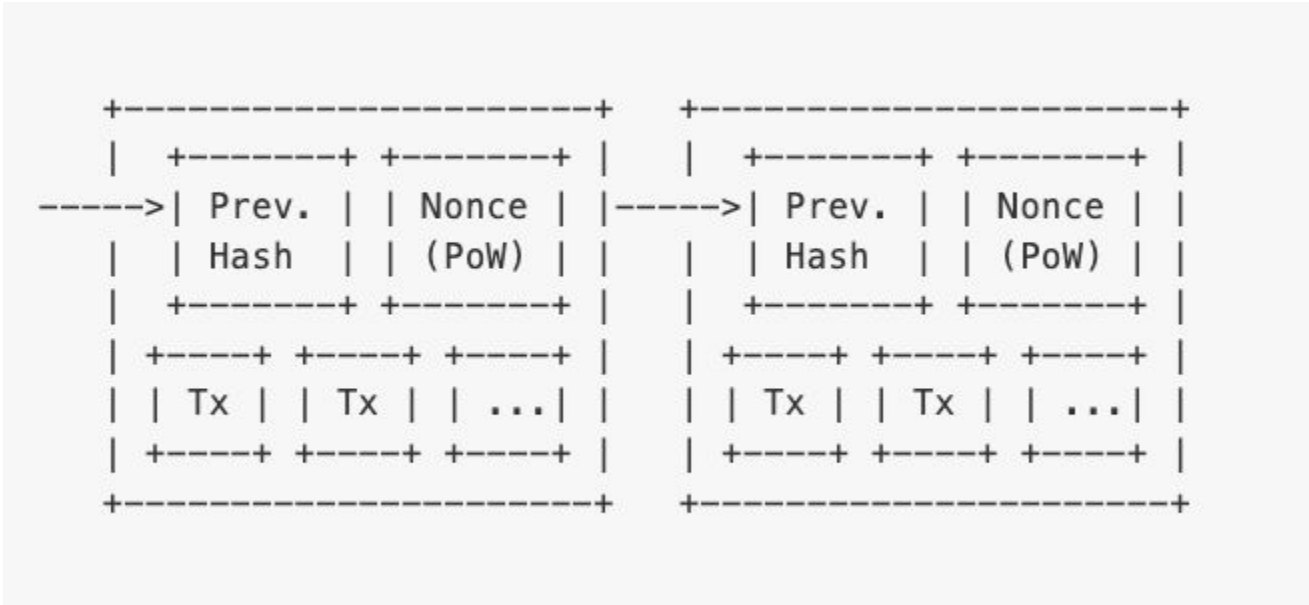 +----------------------+   +----------------------+
|  +-------+ +-------+ |   |  +-------+ +-------+ |
----->| Prev. | | Nonce | |----->| Prev. | | Nonce | |
|  | Hash  | | (PoW) | |   |  | Hash  | | (PoW) | |
|  +-------+ +-------+ |   |  +-------+ +-------+ |
| +----+ +----+ +----+ |   | +----+ +----+ +----+ |
| | Tx | | Tx | | ...| |   | | Tx | | Tx | | ...| |
| +----+ +----+ +----+ |   | +----+ +----+ +----+ |
+----------------------+   +----------------------+